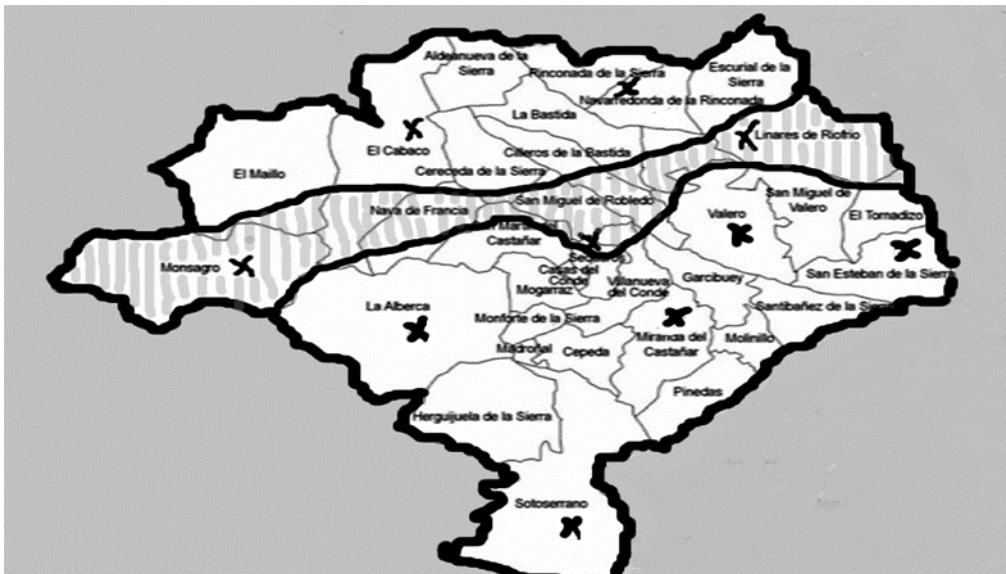 Aldeanueva de la
Sierra
Rinconada de la Sierra
Escurial de la
Sierra
Navarredonda de la Rinconada
La Bastida
Linares de Riofrio
El Cabaco
Cilleros de la Bastida
Cereceda de la Sierra
El Maillo
San Miguel de Robledo
Nava de Francia
San Miguel de
Valero
Valero
El Tornadizo
Castañar
Monsagro
Casas del
Conde
San Esteban de la Sierra
Garcibuey
Villanueva
del Conde
Mogarraz
La Alberca
Santibañez de la Sierra
Monforte de la Sierra
Miranda del
Castañar
Molinillo
Madroñal
Cepeda
Pinedas
Herguijuela de la Sierra
Sotoserrano